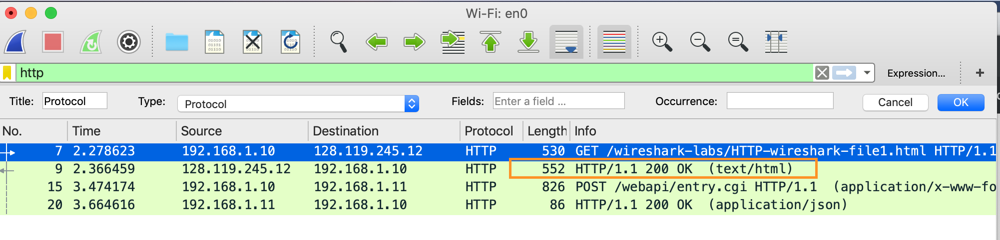 Wi-Fi: en0
http
Expression...
+
Title: Protocol Type: Protocol Fields: Enter a field ... Occurrence: Cancel OK
No. Time Source Destination Protocol Length Info
7 2.278623 192.168.1.10 128.119.245.12 HTTP 530 GET /wireshark-labs/HTTP-wireshark-file1.html HTTP/1.1
9 2.366459 128.119.245.12 192.168.1.10 HTTP 552 HTTP/1.1 200 OK (text/html)
15 3.474174 192.168.1.10 192.168.1.11 HTTP 826 POST /webapi/entry.cgi HTTP/1.1 (application/x-www-fo
20 3.664616 192.168.1.11 192.168.1.10 HTTP 86 HTTP/1.1 200 OK (application/json)